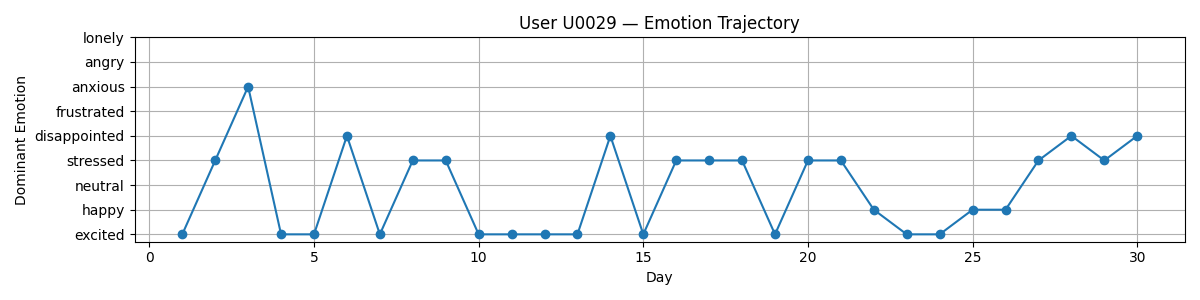 User U0029 — Emotion Trajectory
Dominant Emotion
lonely
angry
anxious
frustrated
disappointed
stressed
neutral
happy
excited
0 5 10 15 20 25 30
Day